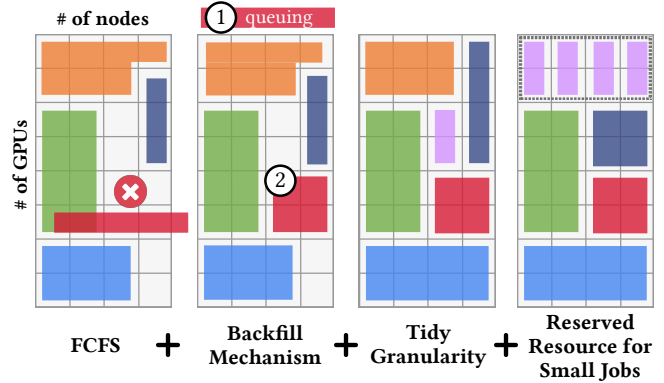 # of nodes
1 queuing
# of GPUs
2
FCFS + Backfill Mechanism + Tidy Granularity + Reserved Resource for Small Jobs